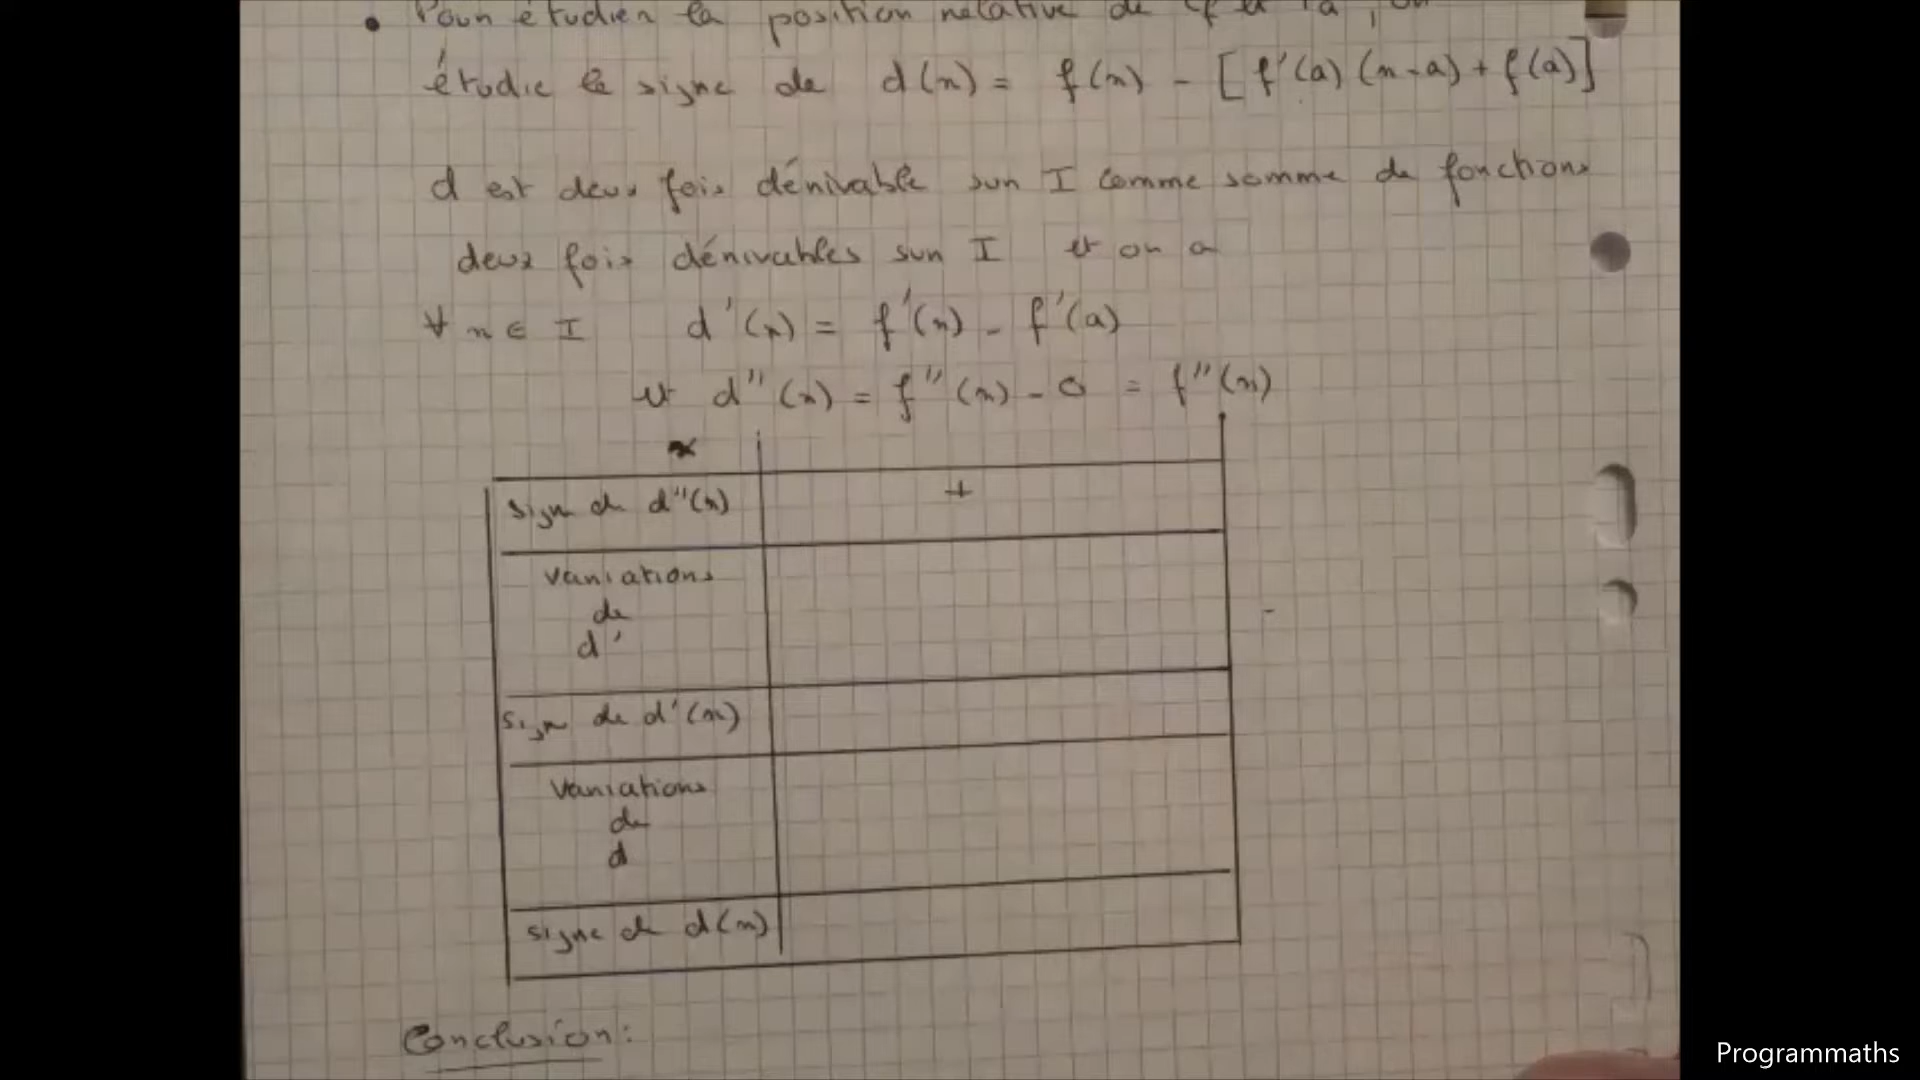 • Pour étudier la position relative de
étudie le signe de d(x) = f(x) - [f'(a)(x-a) + f(a)]
d est deux fois dérivable sur I comme somme de fonctions
deux fois dérivables sur I et on a
∀ x ∈ I d'(x) = f'(x) - f'(a)
et d''(x) = f''(x) - 0 = f''(x)
x
signe de d''(x) +
variations
de
d'
signe de d'(x)
variations
de
d
signe de d(x)
Conclusion:
Programmaths